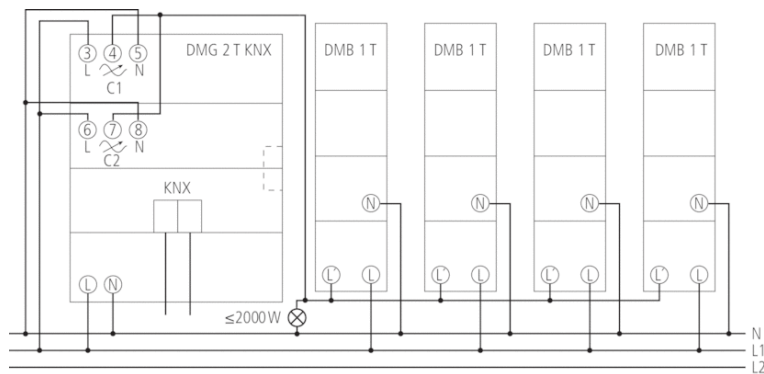 DMG 2 T KNX
DMB 1 T
DMB 1 T
DMB 1 T
DMB 1 T
3 4 5
L N
C1
6 7 8
L N
C2
KNX
N
N
N
N
L N
L' L
L' L
L' L
L' L
≤2000 W
N
L1
L2